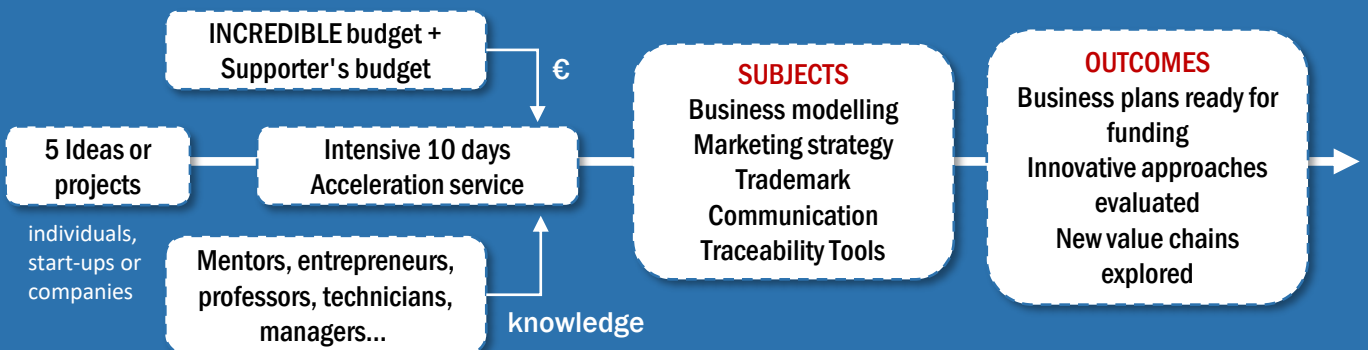 INCREDIBLE budget +
Supporter's budget
€
5 Ideas or
projects
individuals,
start-ups or
companies
Intensive 10 days
Acceleration service
Mentors, entrepreneurs,
professors, technicians,
managers...
knowledge
SUBJECTS
Business modelling
Marketing strategy
Trademark
Communication
Traceability Tools
OUTCOMES
Business plans ready for
funding
Innovative approaches
evaluated
New value chains
explored